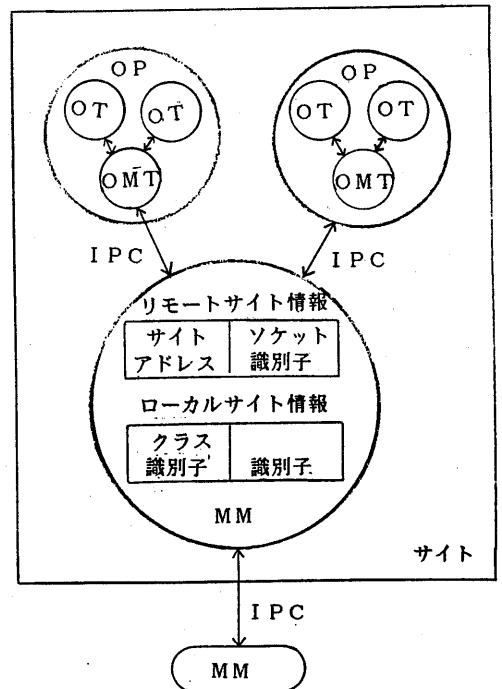 OP
OP
OT
OT
OT
OT
OMT
OMT
IPC
IPC
リモートサイト情報
サイト
アドレス
ソケット
識別子
ローカルサイト情報
クラス
識別子
識別子
MM
サイト
IPC
MM